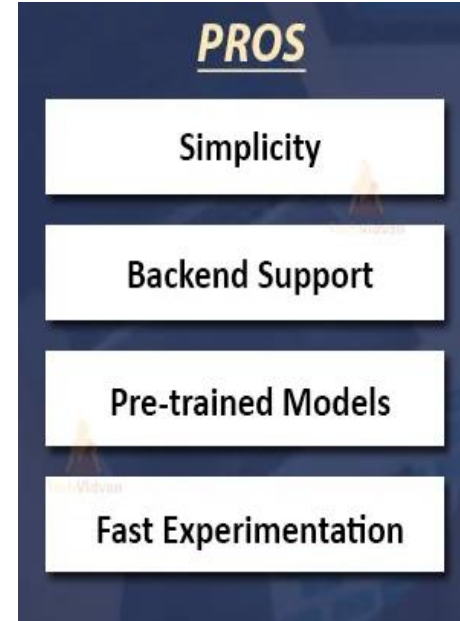 PROS
Simplicity
Backend Support
Pre-trained Models
Fast Experimentation